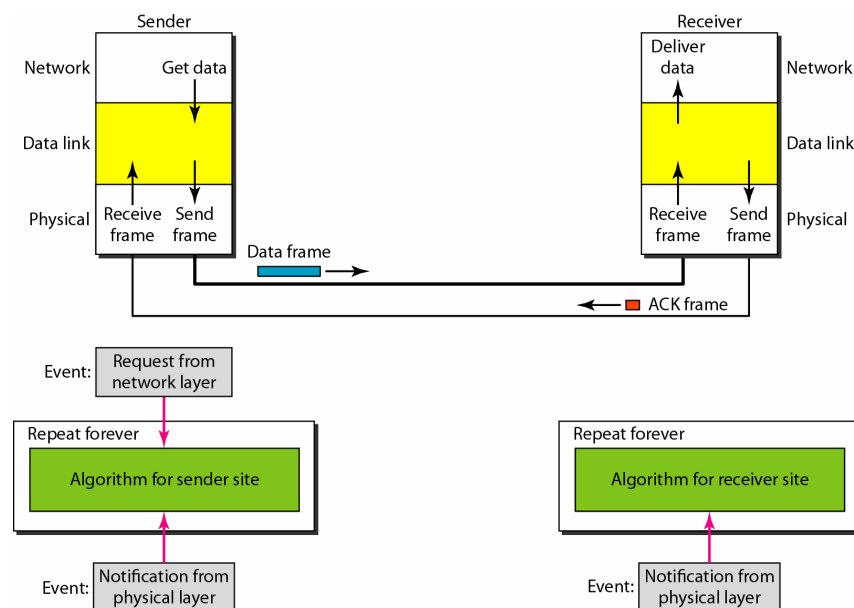 Sender
Receiver
Network
Get data
Deliver
data
Network
Data link
Data link
Physical
Receive
frame
Send
frame
Receive
frame
Send
frame
Physical
Data frame
ACK frame
Event:
Request from
network layer
Repeat forever
Algorithm for sender site
Repeat forever
Algorithm for receiver site
Event:
Notification from
physical layer
Event:
Notification from
physical layer